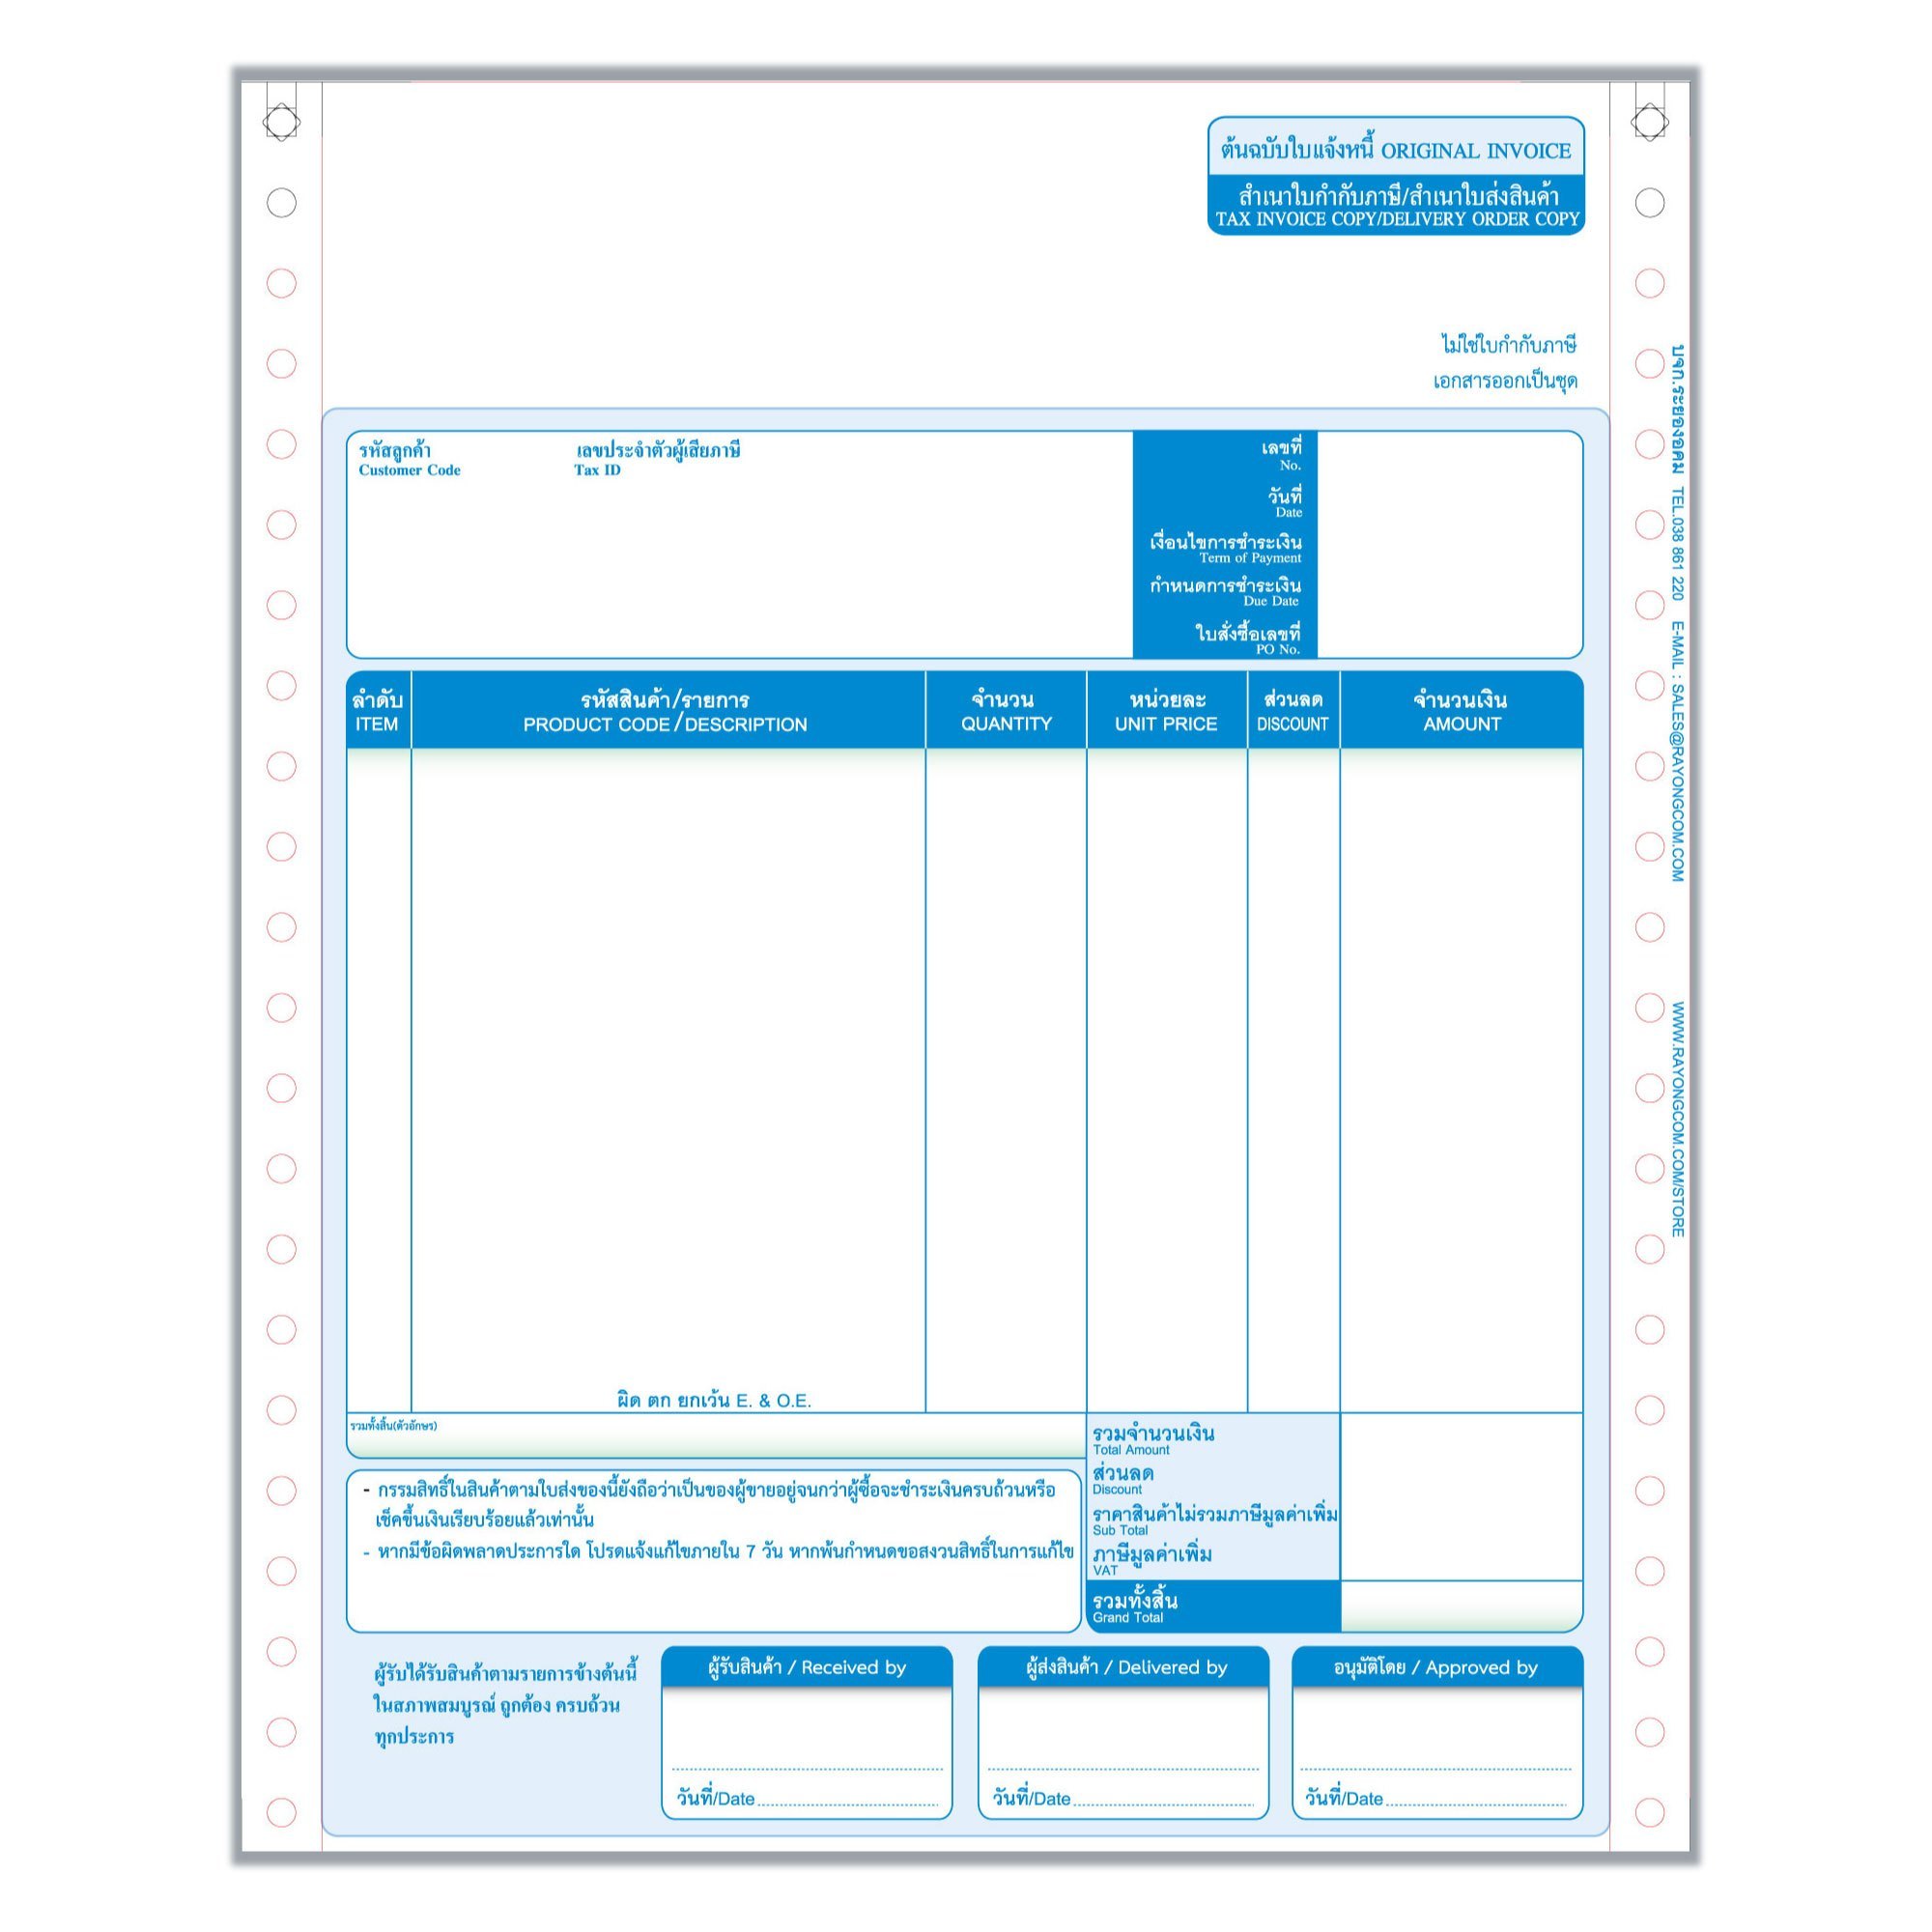 ต้นฉบับใบแจ้งหนี้ ORIGINAL INVOICE
สำเนาใบกำกับภาษี/สำเนาใบส่งสินค้า
TAX INVOICE COPY/DELIVERY ORDER COPY
ไม่ใช่ใบกำกับภาษี
เอกสารออกเป็นชุด
รหัสลูกค้า
Customer Code
เลขประจำตัวผู้เสียภาษี
Tax ID
เลขที่
No.
วันที่
Date
เงื่อนไขการชำระเงิน
Term of Payment
กำหนดการชำระเงิน
Due Date
ใบสั่งซื้อเลขที่
PO No.
ลำดับ
ITEM
รหัสสินค้า/รายการ
PRODUCT CODE/DESCRIPTION
จำนวน
QUANTITY
หน่วยละ
UNIT PRICE
ส่วนลด
DISCOUNT
จำนวนเงิน
AMOUNT
ผิด ตก ยกเว้น E. & O.E.
รวมทั้งสิ้น(ตัวอักษร)
- กรรมสิทธิ์ในสินค้าตามใบส่งของนี้ยังถือว่าเป็นของผู้ขายอยู่จนกว่าผู้ซื้อจะชำระเงินครบถ้วนหรือ
เช็คขึ้นเงินเรียบร้อยแล้วเท่านั้น
- หากมีข้อผิดพลาดประการใด โปรดแจ้งแก้ไขภายใน 7 วัน หากพ้นกำหนดขอสงวนสิทธิ์ในการแก้ไข
รวมจำนวนเงิน
Total Amount
ส่วนลด
Discount
ราคาสินค้าไม่รวมภาษีมูลค่าเพิ่ม
Sub Total
ภาษีมูลค่าเพิ่ม
VAT
รวมทั้งสิ้น
Grand Total
ผู้รับได้รับสินค้าตามรายการข้างต้นนี้
ในสภาพสมบูรณ์ ถูกต้อง ครบถ้วน
ทุกประการ
ผู้รับสินค้า / Received by
วันที่/Date
ผู้ส่งสินค้า / Delivered by
วันที่/Date
อนุมัติโดย / Approved by
วันที่/Date
บจก.ระยองอคม TEL.038 861 220 E-MAIL : SALES@RAYONGCOM.COM WWW.RAYONGCOM.COM/STORE